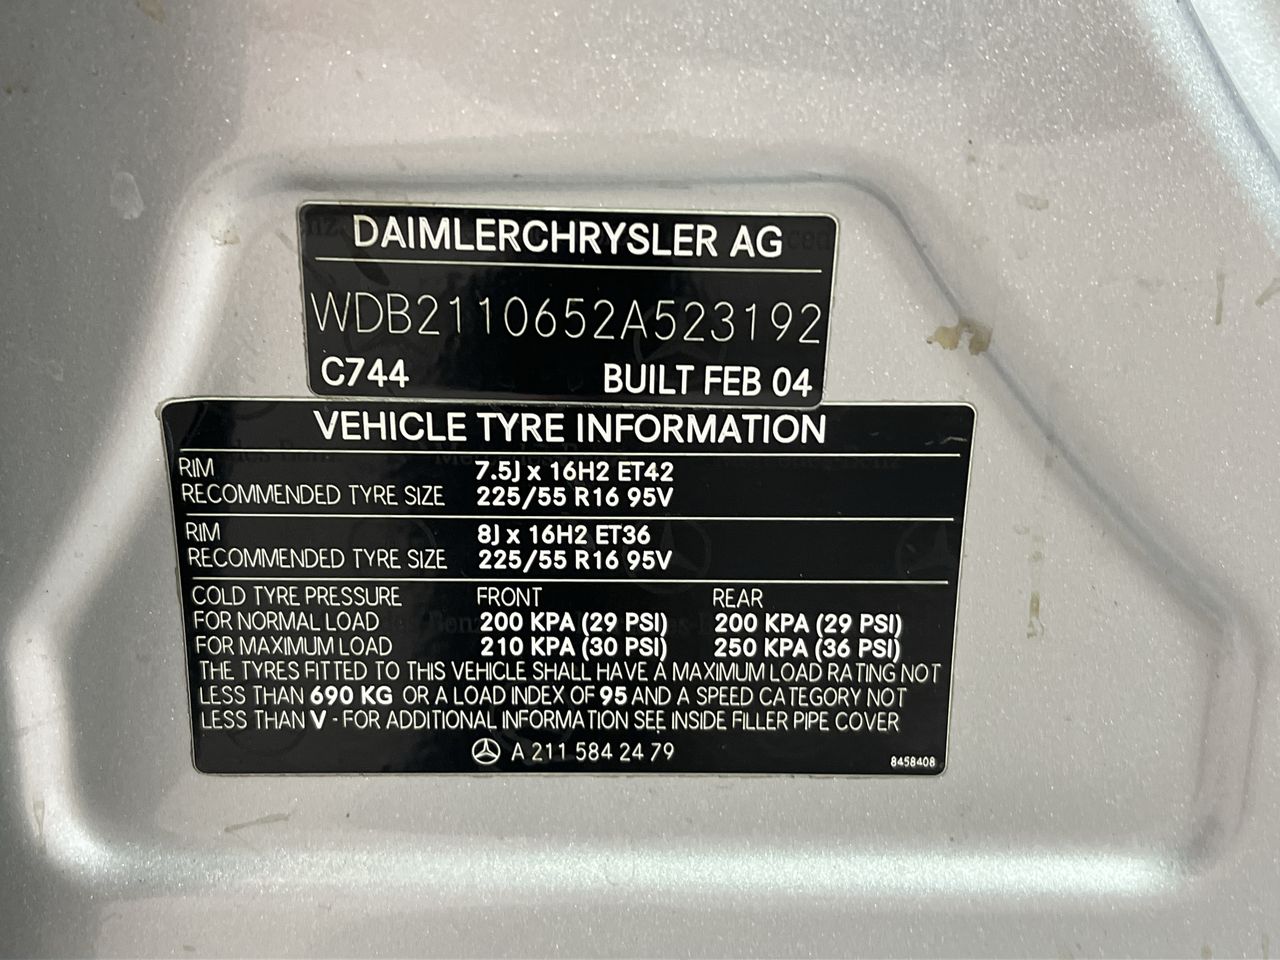 DAIMLERCHRYSLER AG
WDB2110652A523192
C744 BUILT FEB 04
VEHICLE TYRE INFORMATION
RIM 7.5J x 16H2 ET42
RECOMMENDED TYRE SIZE 225/55 R16 95V
RIM 8J x 16H2 ET36
RECOMMENDED TYRE SIZE 225/55 R16 95V
COLD TYRE PRESSURE FRONT REAR
FOR NORMAL LOAD 200 KPA (29 PSI) 200 KPA (29 PSI)
FOR MAXIMUM LOAD 210 KPA (30 PSI) 250 KPA (36 PSI)
THE TYRES FITTED TO THIS VEHICLE SHALL HAVE A MAXIMUM LOAD RATING NOT
LESS THAN 690 KG OR A LOAD INDEX OF 95 AND A SPEED CATEGORY NOT
LESS THAN V - FOR ADDITIONAL INFORMATION SEE INSIDE FILLER PIPE COVER
A 211 584 24 79
8458408